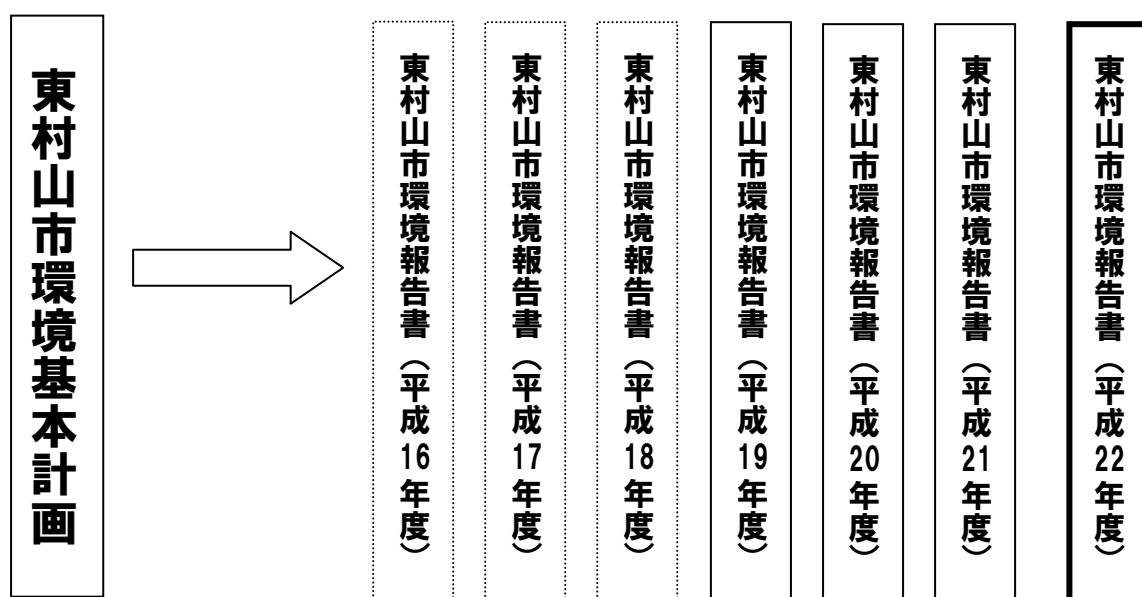 東村山市環境基本計画
東村山市環境報告書（平成16年度）
東村山市環境報告書（平成17年度）
東村山市環境報告書（平成18年度）
東村山市環境報告書（平成19年度）
東村山市環境報告書（平成20年度）
東村山市環境報告書（平成21年度）
東村山市環境報告書（平成22年度）